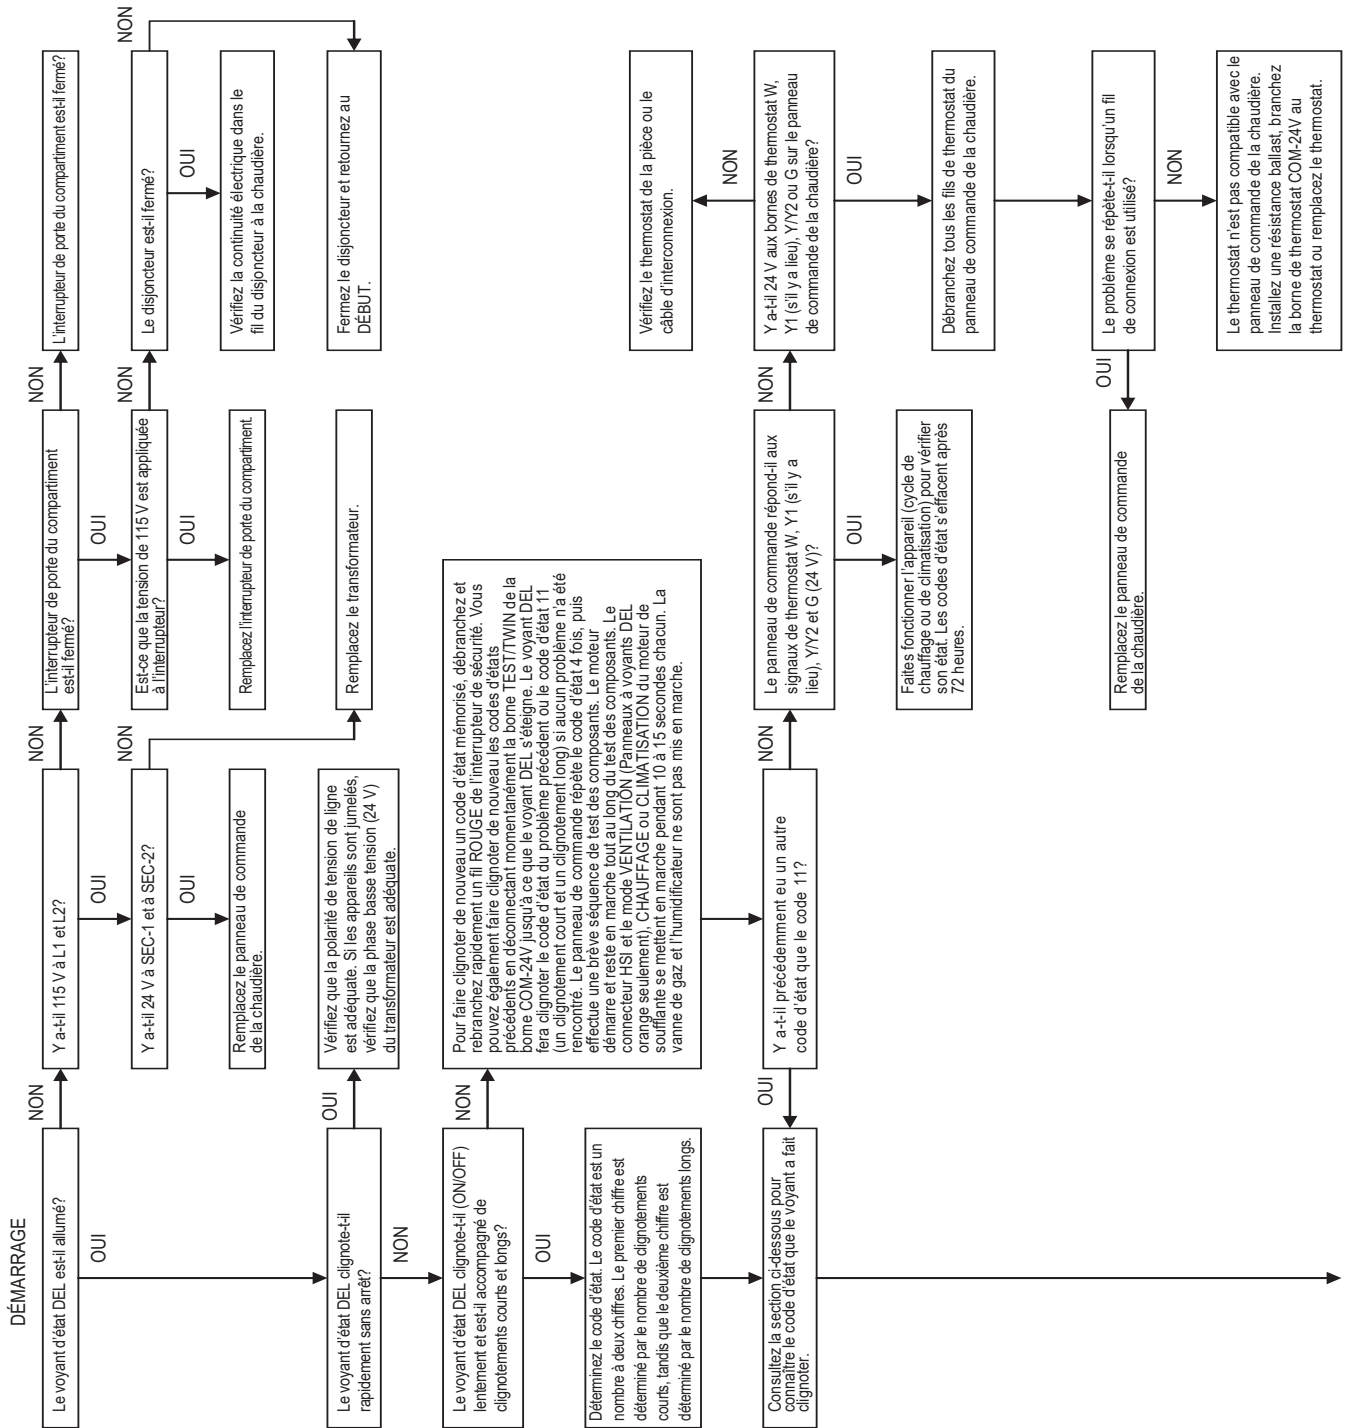 DÉMARRAGE
Le voyant d'état DEL est-il allumé?
NON
Y a-t-il 115 V à L1 et L2?
NON
L'interrupteur de porte du compartiment
est-il fermé?
NON
L'interrupteur de porte du compartiment est-il fermé?
OUI
OUI
OUI
Y a-t-il 24 V à SEC-1 et à SEC-2?
NON
Est-ce que la tension de 115 V est appliquée
à l'interrupteur?
NON
Le disjoncteur est-il fermé?
NON
OUI
OUI
OUI
Remplacez le panneau de commande
de la chaudière.
Remplacez l'interrupteur de porte du compartiment.
Vérifiez la continuité électrique dans le
fil du disjoncteur à la chaudière.
Le voyant d'état DEL clignote-t-il
rapidement sans arrêt?
OUI
Vérifiez que la polarité de tension de ligne
est adéquate. Si les appareils sont jumelés,
vérifiez que la phase basse tension (24 V)
du transformateur est adéquate.
Remplacez le transformateur.
Fermez le disjoncteur et retournez au
DÉBUT.
NON
Le voyant d'état DEL clignote-t-il (ON/OFF)
lentement et est-il accompagné de
clignotements courts et longs?
NON
Pour faire clignoter de nouveau un code d'état mémorisé, débranchez et
rebranchez rapidement un fil ROUGE de l'interrupteur de sécurité. Vous
pouvez également faire clignoter de nouveau les codes d'états
précédents en déconnectant momentanément la borne TEST/TWIN de la
borne COM-24V jusqu'à ce que le voyant DEL s'éteigne. Le voyant DEL
fera clignoter le code d'état du problème précédent ou le code d'état 11
(un clignotement court et un clignotement long) si aucun problème n'a été
rencontré. Le panneau de commande répète le code d'état 4 fois, puis
effectue une brève séquence de test des composants. Le moteur
démarre et reste en marche tout au long du test des composants. Le
connecteur HSI et le mode VENTILATION (Panneaux à voyants DEL
orange seulement), CHAUFFAGE ou CLIMATISATION du moteur de
soufflante se mettent en marche pendant 10 à 15 secondes chacun. La
vanne de gaz et l'humidificateur ne sont pas mis en marche.
OUI
Déterminez le code d'état. Le code d'état est un
nombre à deux chiffres. Le premier chiffre est
déterminé par le nombre de clignotements
courts, tandis que le deuxième chiffre est
déterminé par le nombre de clignotements longs.
Consultez la section ci-dessous pour
connaître le code d'état que le voyant a fait
clignoter.
OUI
Y a-t-il précédemment eu un autre
code d'état que le code 11?
NON
Le panneau de commande répond-il aux
signaux de thermostat W, Y1 (s'il y a
lieu), Y/Y2 et G (24 V)?
NON
Y a-t-il 24 V aux bornes de thermostat W,
Y1 (s'il y a lieu), Y/Y2 ou G sur le panneau
de commande de la chaudière?
NON
Vérifiez le thermostat de la pièce ou le
câble d'interconnexion.
OUI
OUI
Faites fonctionner l'appareil (cycle de
chauffage ou de climatisation) pour vérifier
son état. Les codes d'état s'effacent après
72 heures.
Débranchez tous les fils de thermostat du
panneau de commande de la chaudière.
Remplacez le panneau de commande
de la chaudière.
OUI
Le problème se répète-t-il lorsqu'un fil
de connexion est utilisé?
NON
Le thermostat n'est pas compatible avec le
panneau de commande de la chaudière.
Installez une résistance ballast, branchez
la borne de thermostat COM-24V au
thermostat ou remplacez le thermostat.